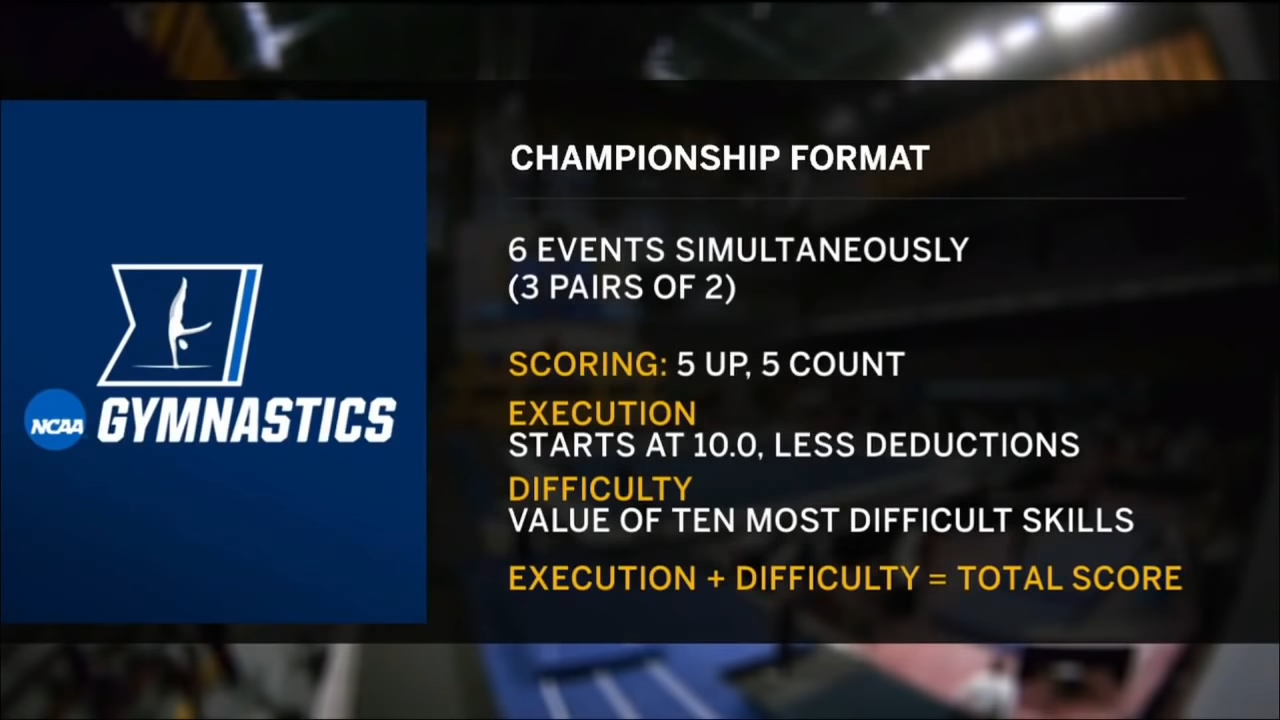 CHAMPIONSHIP FORMAT
6 EVENTS SIMULTANEOUSLY
(3 PAIRS OF 2)
SCORING: 5 UP, 5 COUNT
EXECUTION
STARTS AT 10.0, LESS DEDUCTIONS
DIFFICULTY
VALUE OF TEN MOST DIFFICULT SKILLS
EXECUTION + DIFFICULTY = TOTAL SCORE
NCAA GYMNASTICS